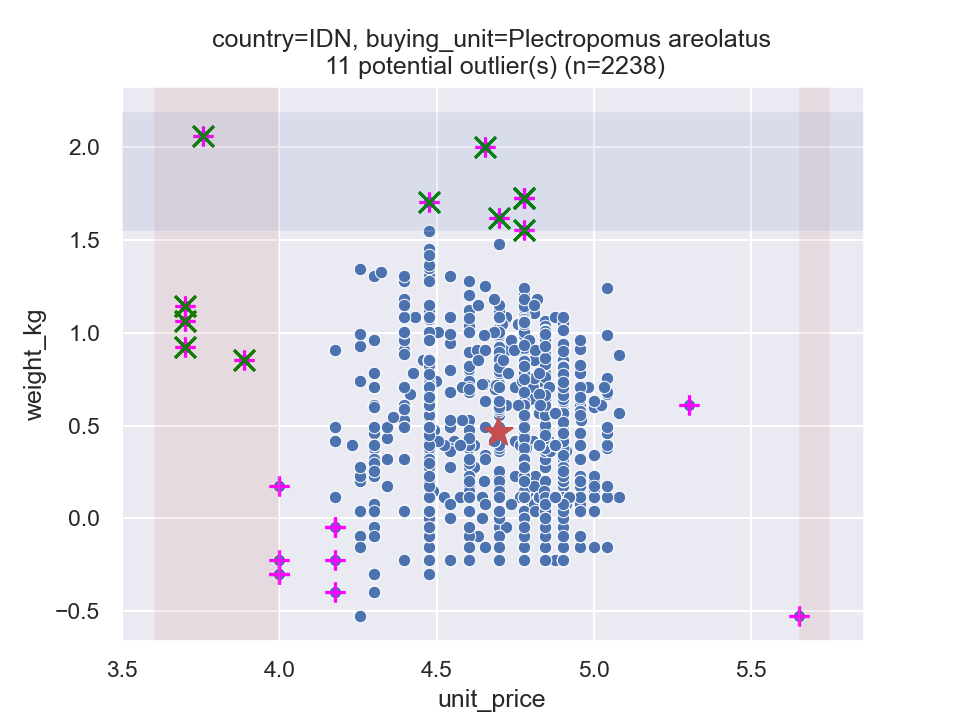 country=IDN, buying_unit=Plectropomus areolatus
11 potential outlier(s) (n=2238)
2.0
1.5
1.0
0.5
0.0
−0.5
weight_kg
3.5 4.0 4.5 5.0 5.5
unit_price